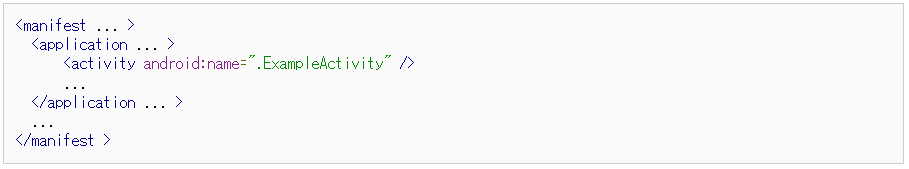 <manifest ... >
  <application ... >
      <activity android:name=".ExampleActivity" />
      ...
  </application ... >
  ...
</manifest >